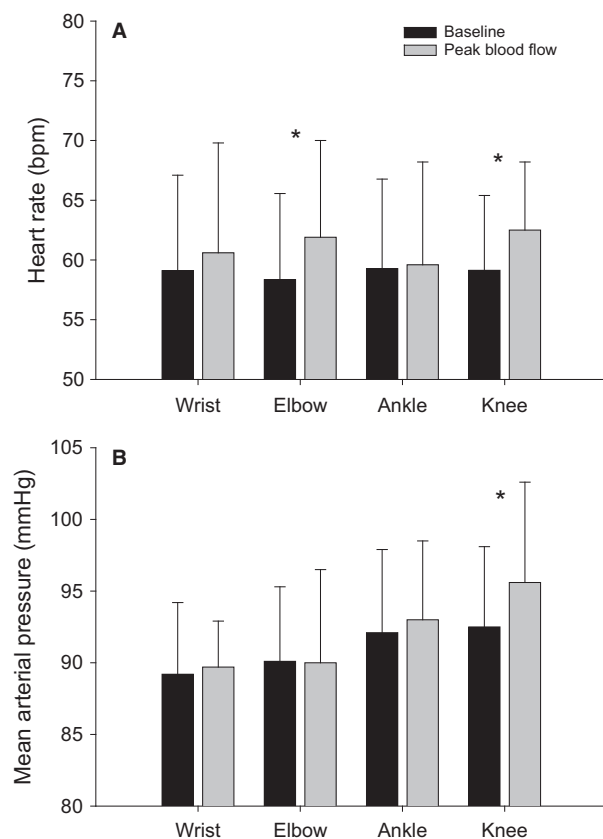 A
Baseline
Peak blood flow
Heart rate (bpm)
80
75
70
65
60
55
50
*
*
Wrist Elbow Ankle Knee
B
Mean arterial pressure (mmHg)
105
100
95
90
85
80
*
Wrist Elbow Ankle Knee